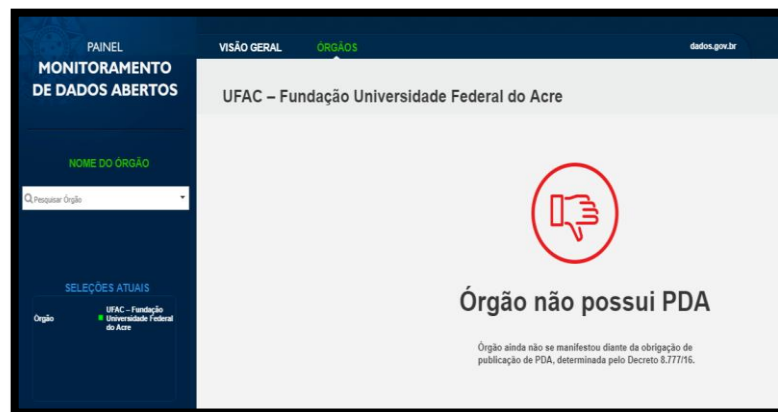 PAINEL
MONITORAMENTO
DE DADOS ABERTOS
NOME DO ÓRGÃO
Pesquisar Órgão
SELEÇÕES ATUAIS
Órgão
UFAC – Fundação
Universidade Federal
do Acre
VISÃO GERAL ÓRGÃOS dados.gov.br
UFAC – Fundação Universidade Federal do Acre
Órgão não possui PDA
Órgão ainda não se manifestou diante da obrigação de
publicação de PDA, determinada pelo Decreto 8.777/16.